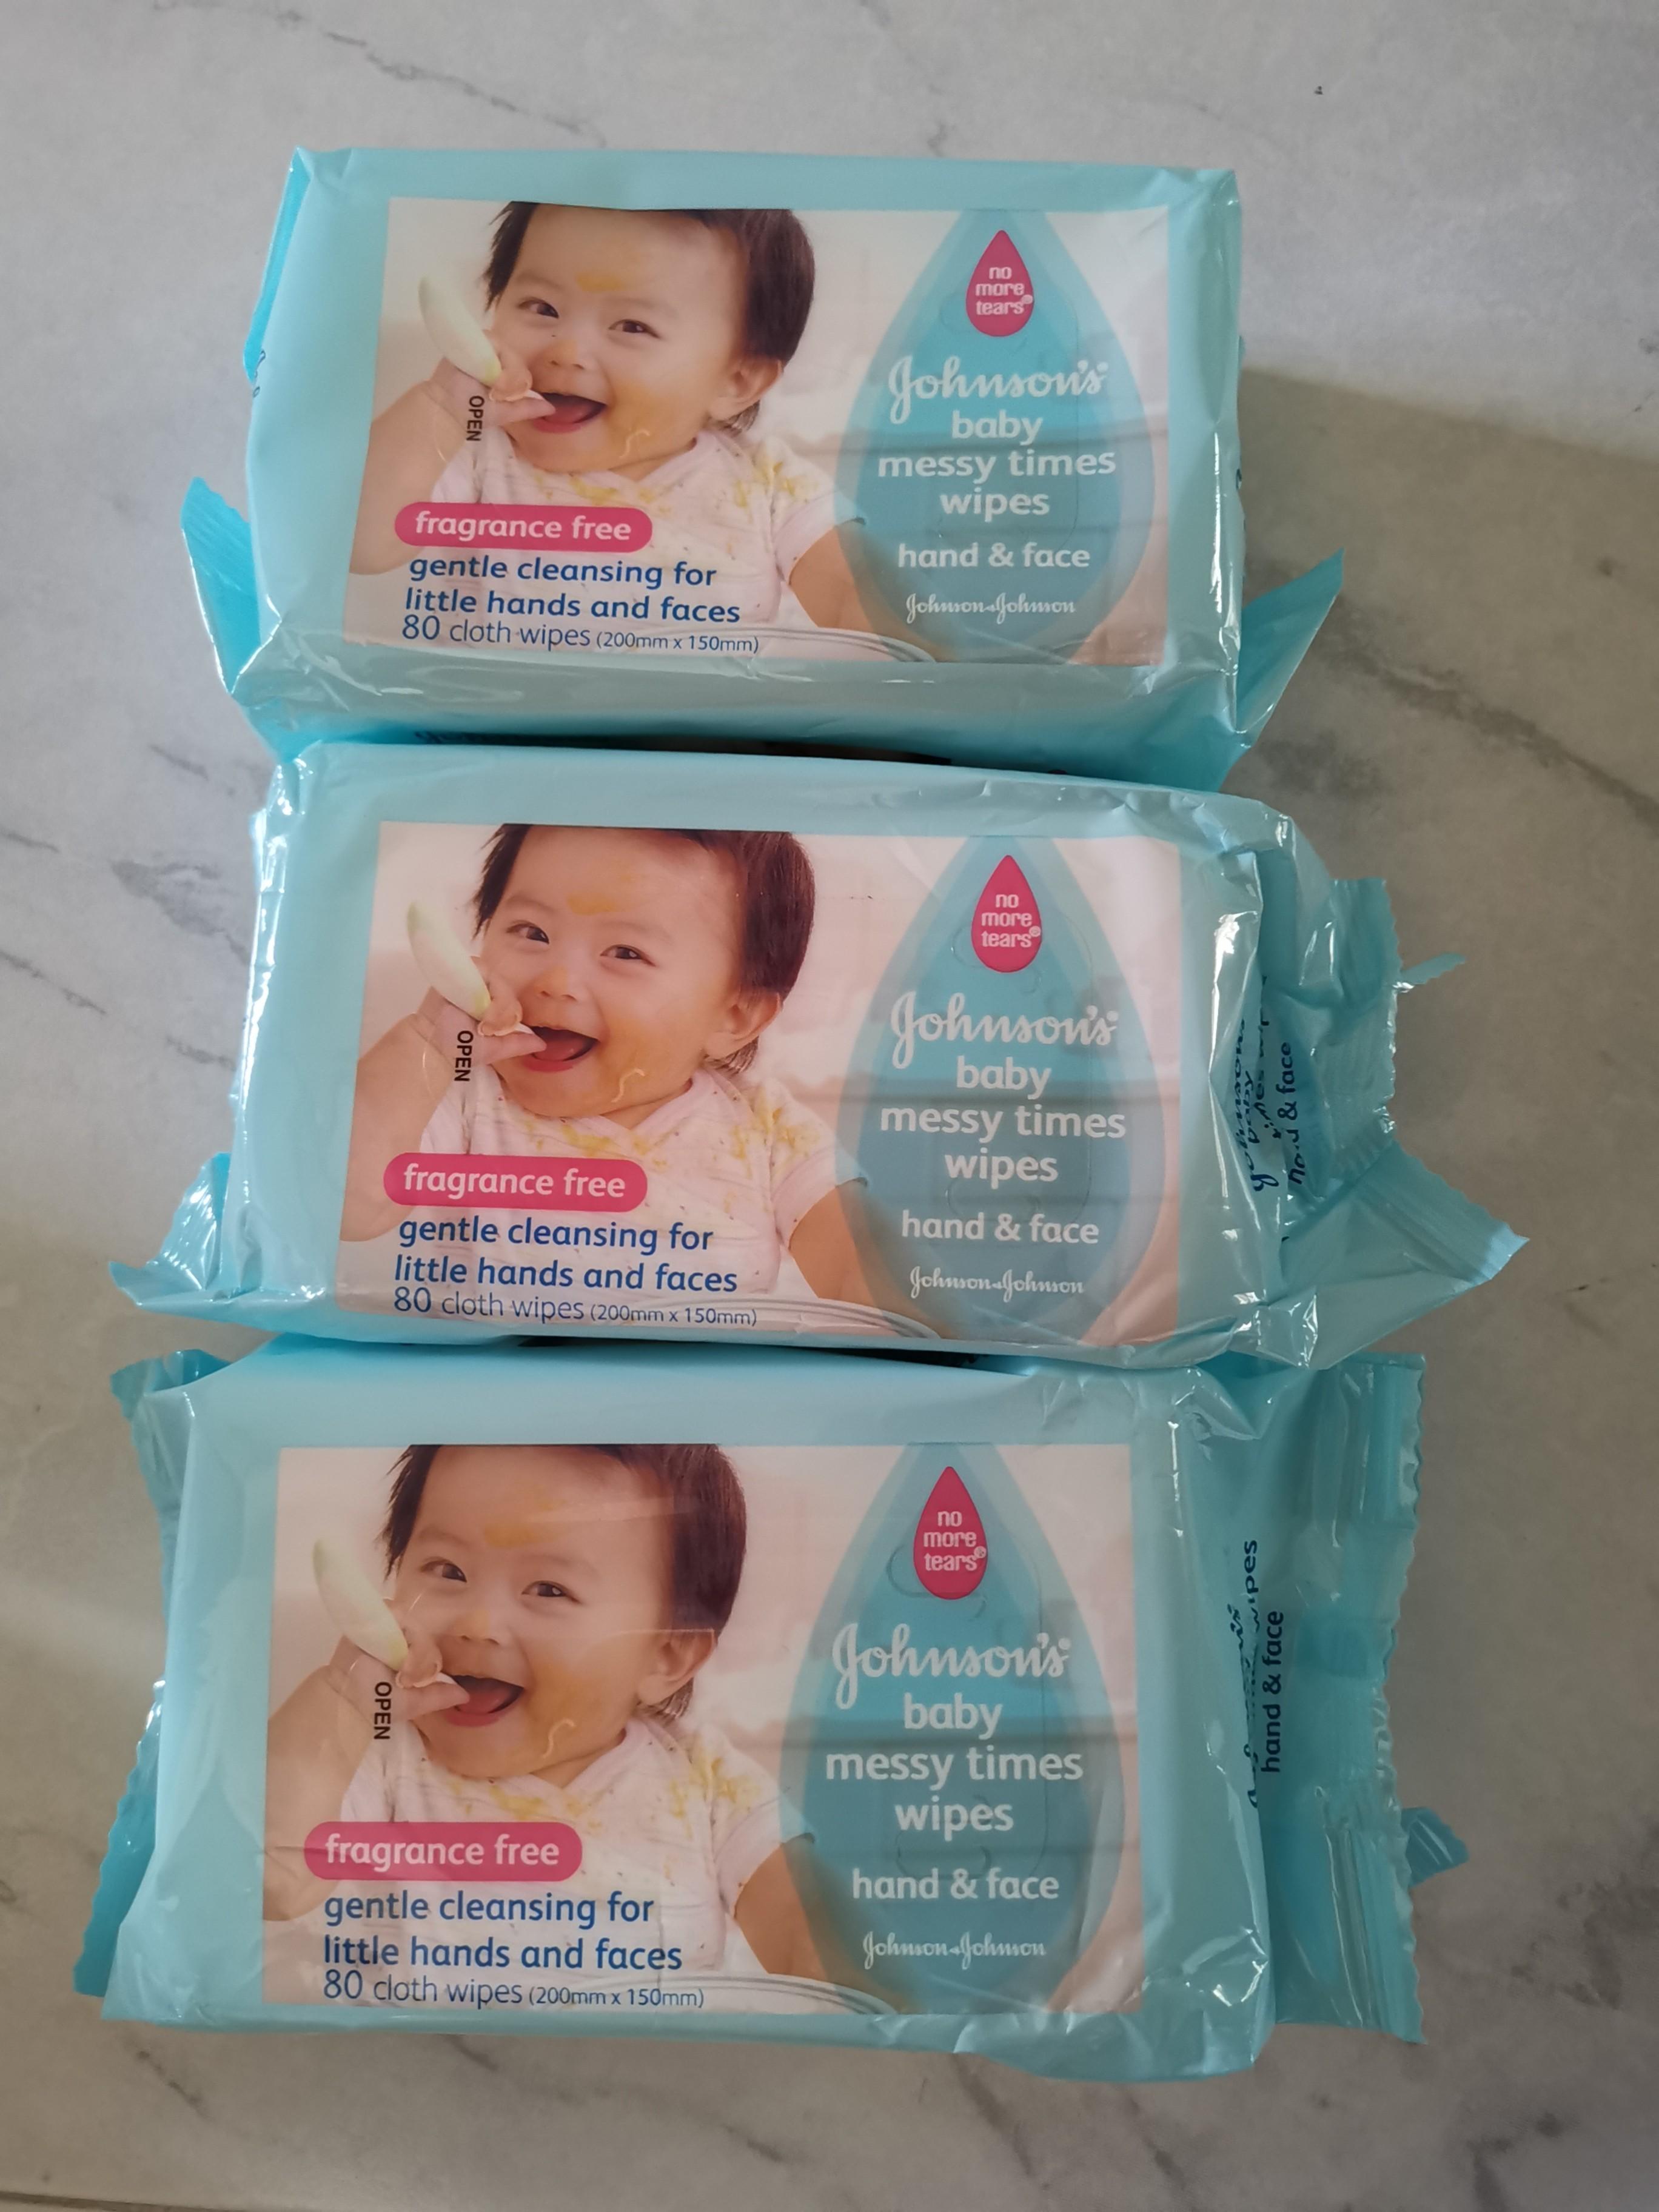 no
more
tears
Johnson's
baby
messy times
wipes
hand & face
Johnson & Johnson
OPEN
fragrance free
gentle cleansing for
little hands and faces
80 cloth wipes (200mm x 150mm)
no
more
tears®
Johnson's
baby
messy times
wipes
hand & face
Johnson & Johnson
OPEN
fragrance free
gentle cleansing for
little hands and faces
80 cloth wipes (200mm x 150mm)
hand & face
no
more
tears®
Johnson's
baby
messy times
wipes
hand & face
Johnson & Johnson
OPEN
fragrance free
gentle cleansing for
little hands and faces
80 cloth wipes (200mm x 150mm)
wipes
hand & face